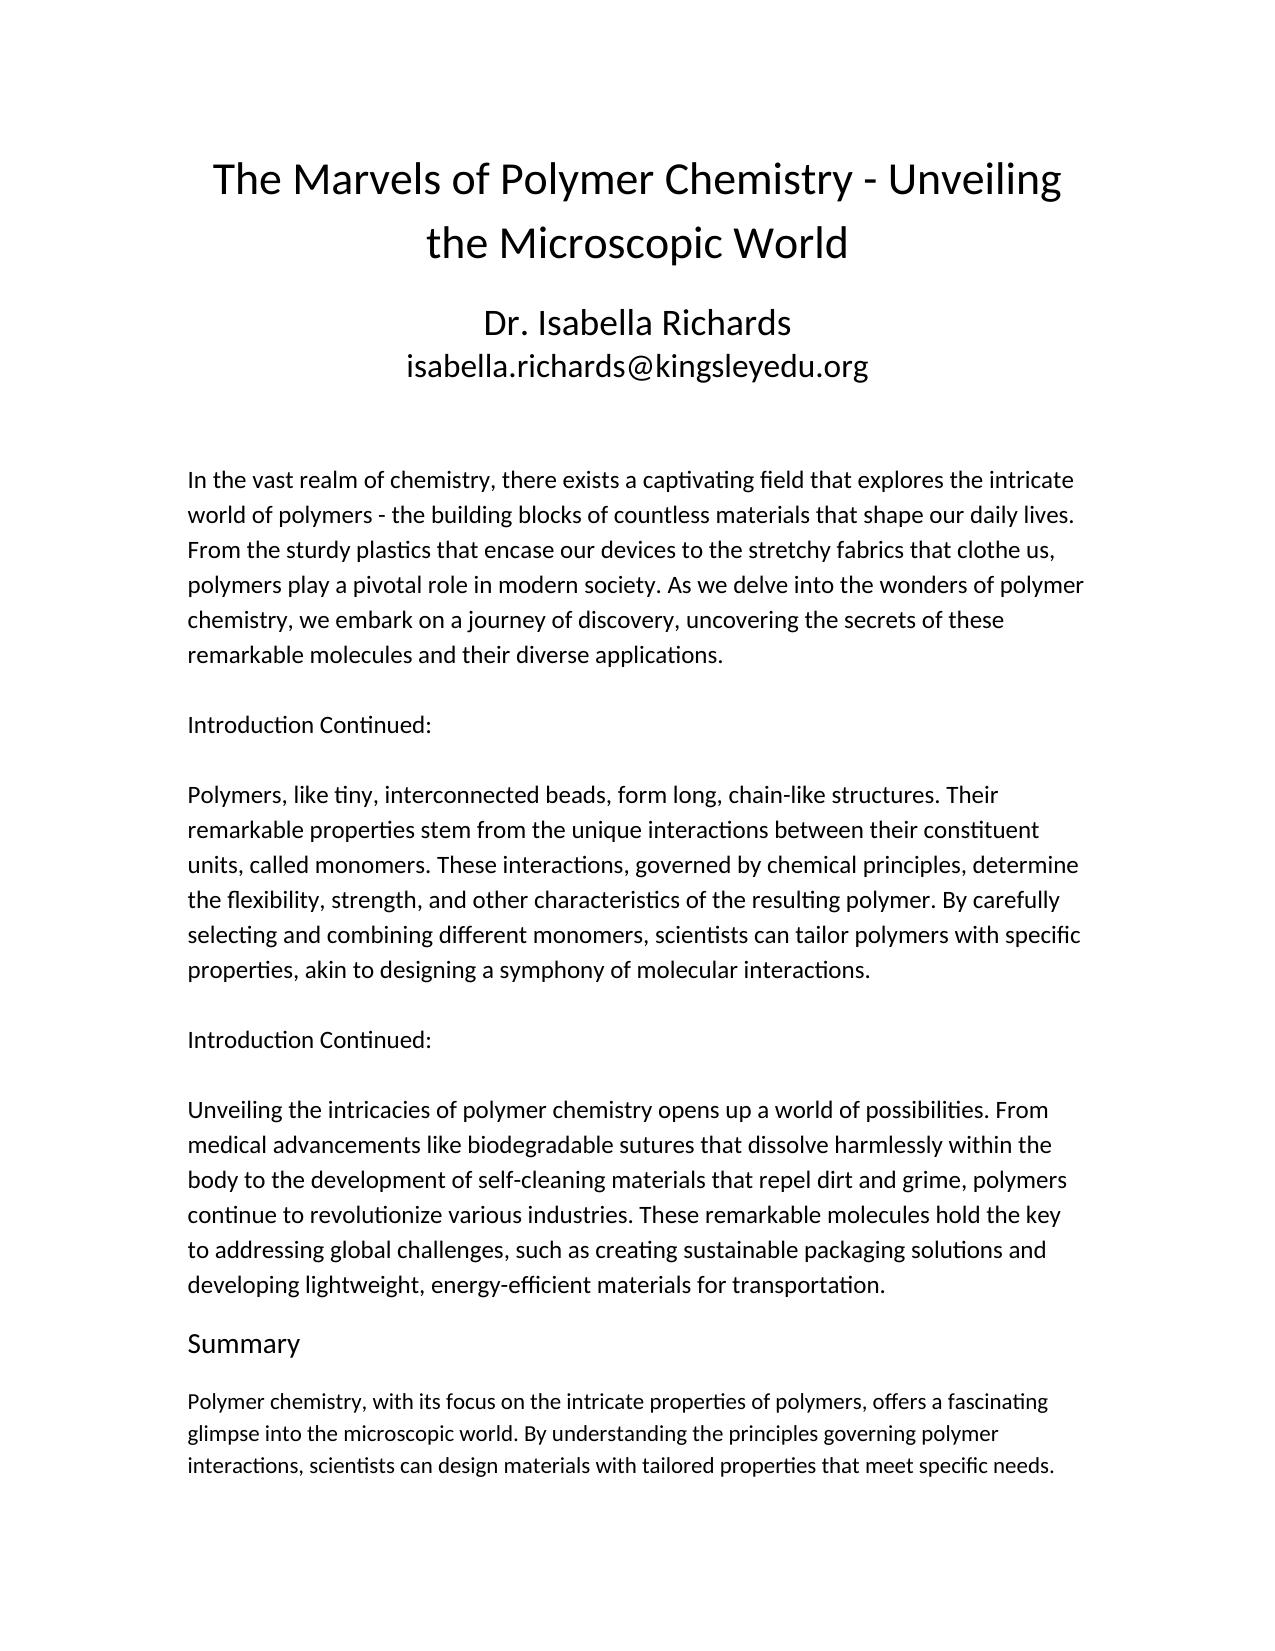 The Marvels of Polymer Chemistry - Unveiling
the Microscopic World
Dr. Isabella Richards
isabella.richards@kingsleyedu.org
In the vast realm of chemistry, there exists a captivating field that explores the intricate
world of polymers - the building blocks of countless materials that shape our daily lives.
From the sturdy plastics that encase our devices to the stretchy fabrics that clothe us,
polymers play a pivotal role in modern society. As we delve into the wonders of polymer
chemistry, we embark on a journey of discovery, uncovering the secrets of these
remarkable molecules and their diverse applications.
Introduction Continued:
Polymers, like tiny, interconnected beads, form long, chain-like structures. Their
remarkable properties stem from the unique interactions between their constituent
units, called monomers. These interactions, governed by chemical principles, determine
the flexibility, strength, and other characteristics of the resulting polymer. By carefully
selecting and combining different monomers, scientists can tailor polymers with specific
properties, akin to designing a symphony of molecular interactions.
Introduction Continued:
Unveiling the intricacies of polymer chemistry opens up a world of possibilities. From
medical advancements like biodegradable sutures that dissolve harmlessly within the
body to the development of self-cleaning materials that repel dirt and grime, polymers
continue to revolutionize various industries. These remarkable molecules hold the key
to addressing global challenges, such as creating sustainable packaging solutions and
developing lightweight, energy-efficient materials for transportation.
Summary
Polymer chemistry, with its focus on the intricate properties of polymers, offers a fascinating
glimpse into the microscopic world. By understanding the principles governing polymer
interactions, scientists can design materials with tailored properties that meet specific needs.